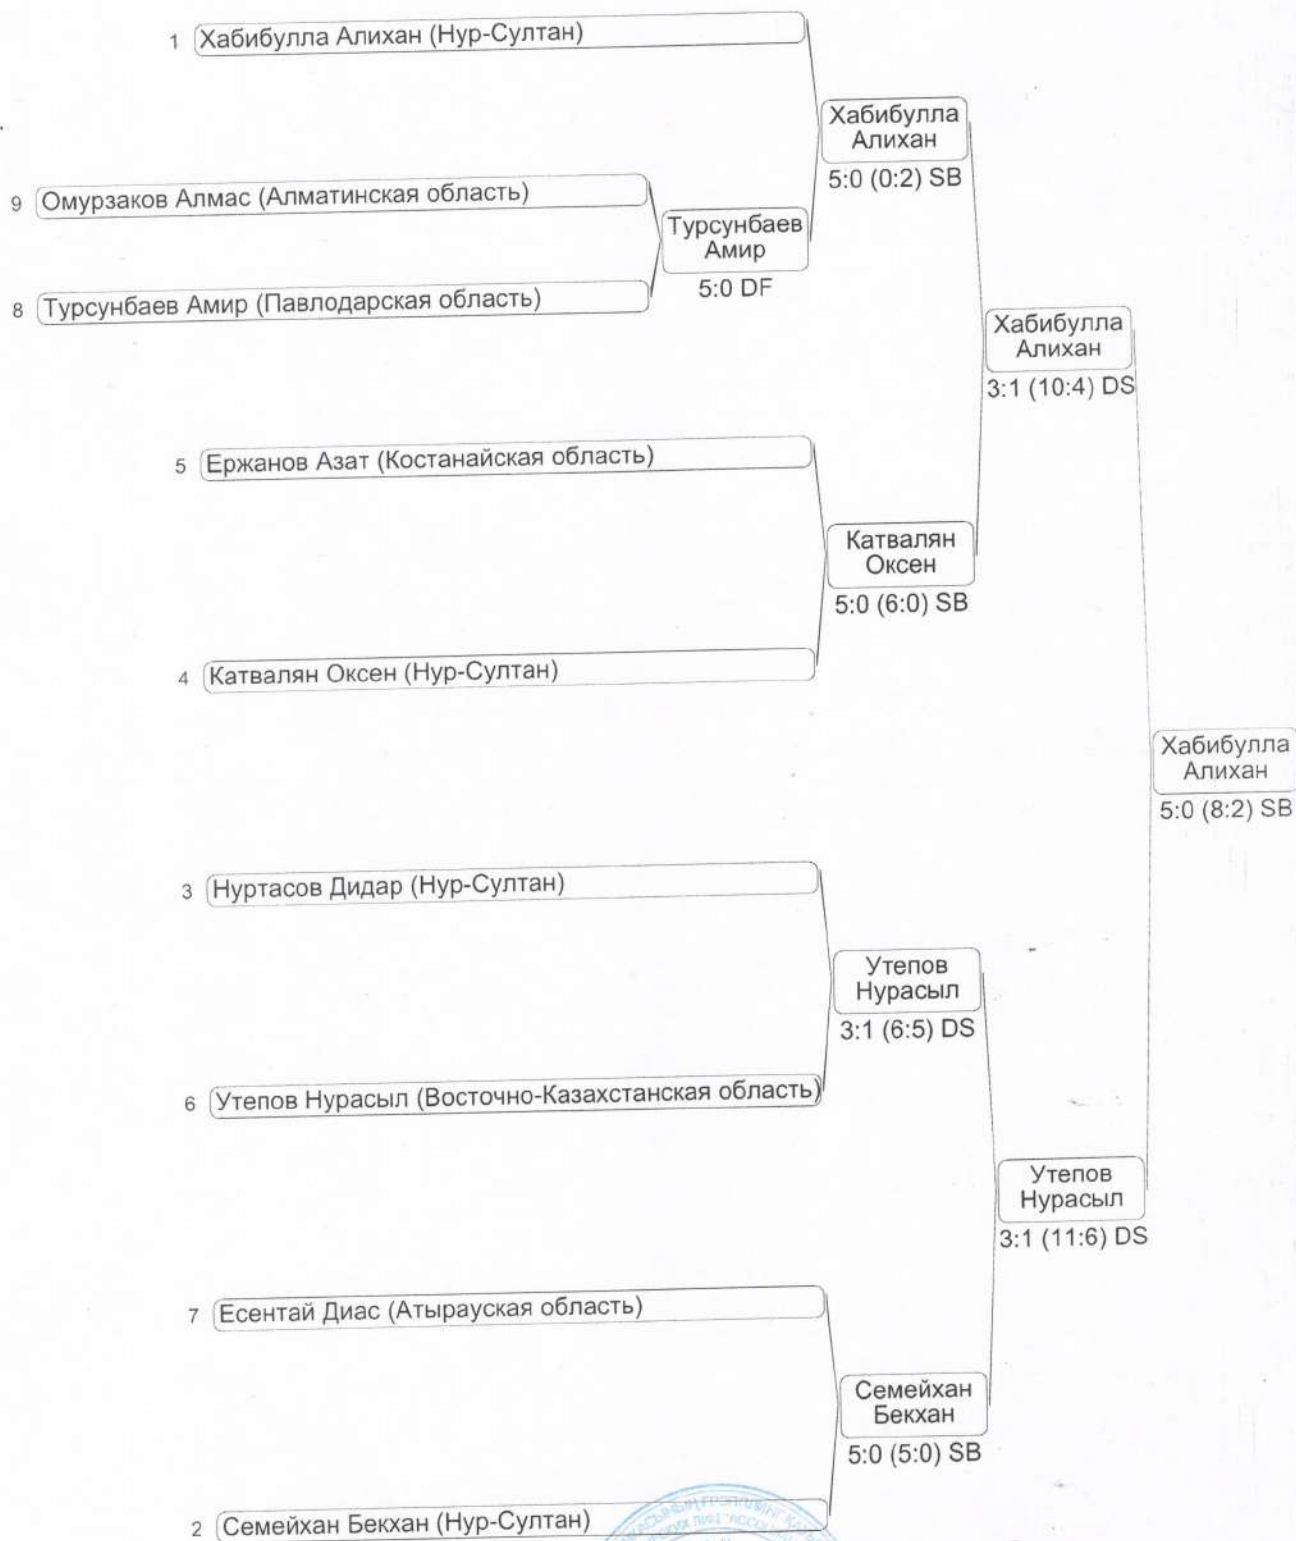 1 Хабибулла Алихан (Нур-Султан)
Хабибулла
Алихан
5:0 (0:2) SB
9 Омурзаков Алмас (Алматинская область)
Турсунбаев
Амир
5:0 DF
8 Турсунбаев Амир (Павлодарская область)
Хабибулла
Алихан
3:1 (10:4) DS
5 Ержанов Азат (Костанайская область)
Катвалян
Оксен
5:0 (6:0) SB
4 Катвалян Оксен (Нур-Султан)
Хабибулла
Алихан
5:0 (8:2) SB
3 Нуртасов Дидар (Нур-Султан)
Утепов
Нурасыл
3:1 (6:5) DS
6 Утепов Нурасыл (Восточно-Казахстанская область)
Утепов
Нурасыл
3:1 (11:6) DS
7 Есентай Диас (Атырауская область)
Семейхан
Бекхан
5:0 (5:0) SB
2 Семейхан Бекхан (Нур-Султан)